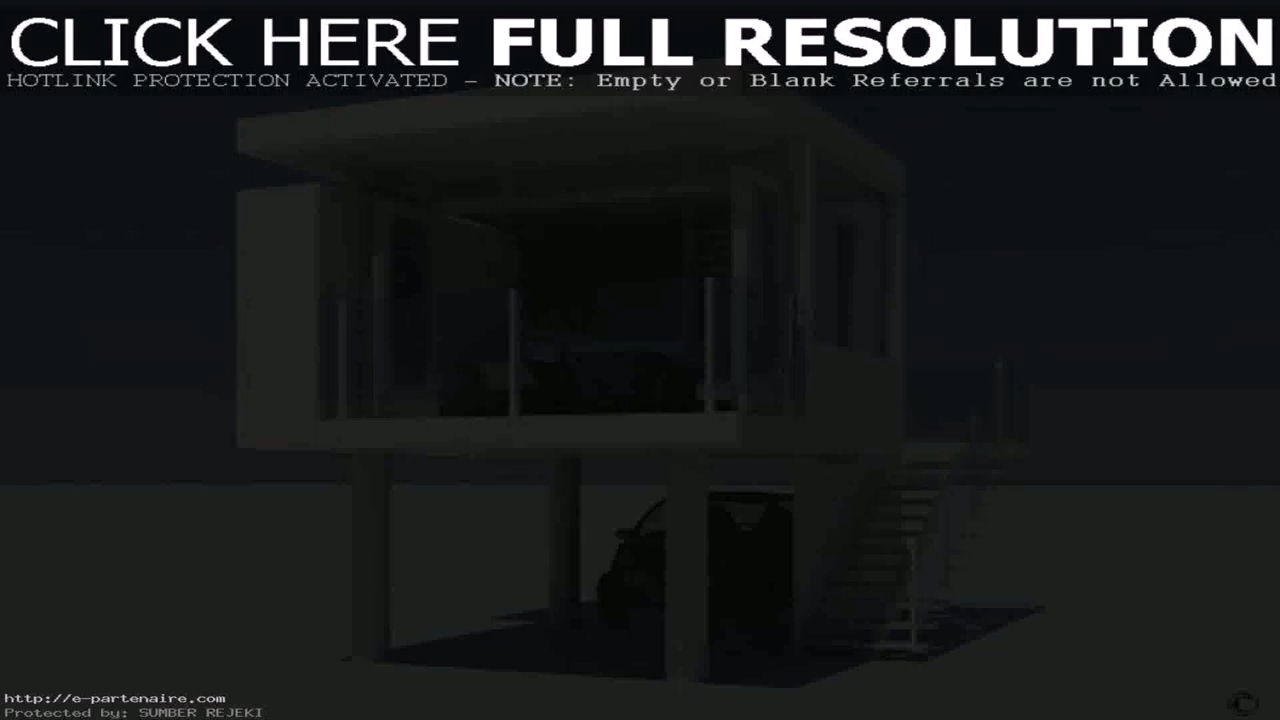 CLICK HERE FULL RESOLUTION
HOTLINK PROTECTION ACTIVATED - NOTE: Empty or Blank Referrals are not Allowed
http://e-partenaire.com
Protected by: SUMBER REJEKI